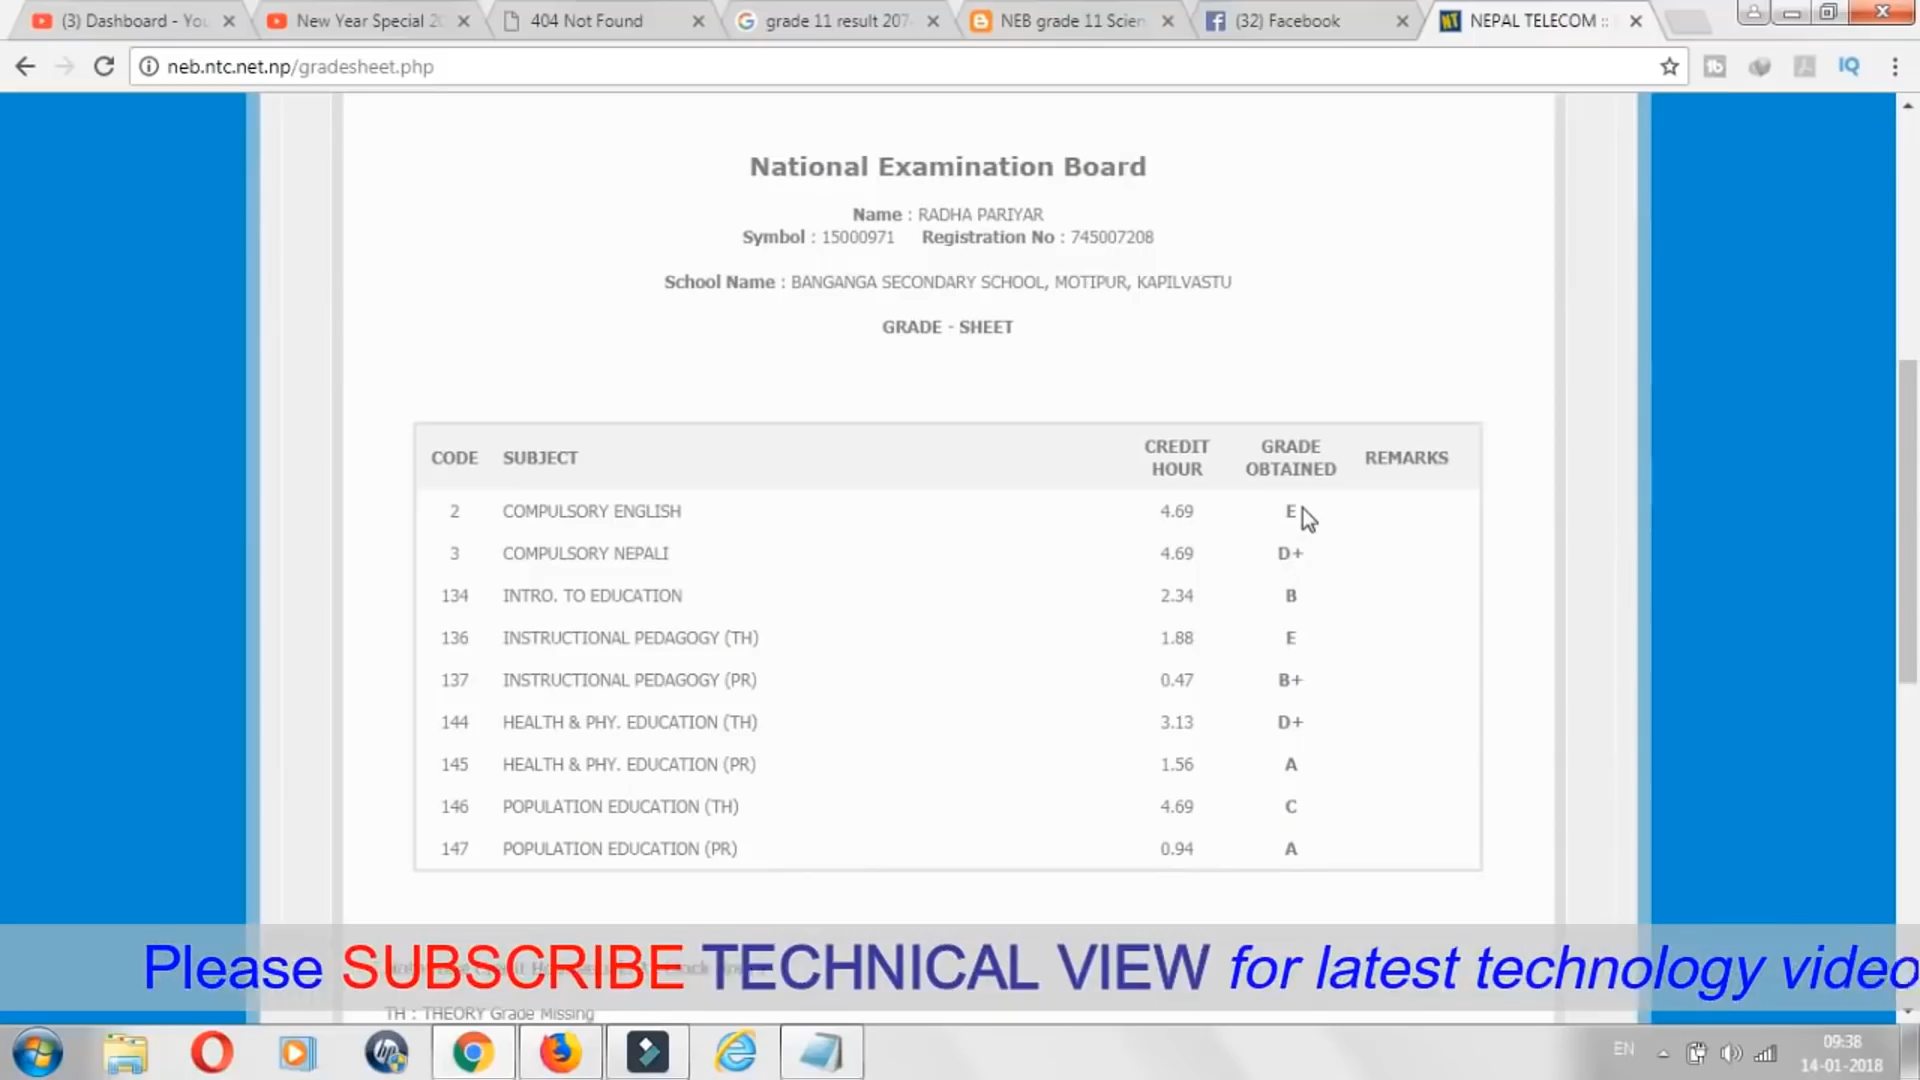 (3) Dashboard - You
New Year Special 20
404 Not Found
grade 11 result 207
NEB grade 11 Scien
(32) Facebook
NEPAL TELECOM ::
neb.ntc.net.np/gradesheet.php
National Examination Board
Name : RADHA PARIYAR
Symbol : 15000971 Registration No : 745007208
School Name : BANGANGA SECONDARY SCHOOL, MOTIPUR, KAPILVASTU
GRADE - SHEET
CODE SUBJECT CREDIT HOUR GRADE OBTAINED REMARKS
2 COMPULSORY ENGLISH 4.69 E
3 COMPULSORY NEPALI 4.69 D+
134 INTRO. TO EDUCATION 2.34 B
136 INSTRUCTIONAL PEDAGOGY (TH) 1.88 E
137 INSTRUCTIONAL PEDAGOGY (PR) 0.47 B+
144 HEALTH & PHY. EDUCATION (TH) 3.13 D+
145 HEALTH & PHY. EDUCATION (PR) 1.56 A
146 POPULATION EDUCATION (TH) 4.69 C
147 POPULATION EDUCATION (PR) 0.94 A
Please SUBSCRIBE TECHNICAL VIEW for latest technology video
TH : THEORY Grade Missing
EN
09:38
14-01-2018